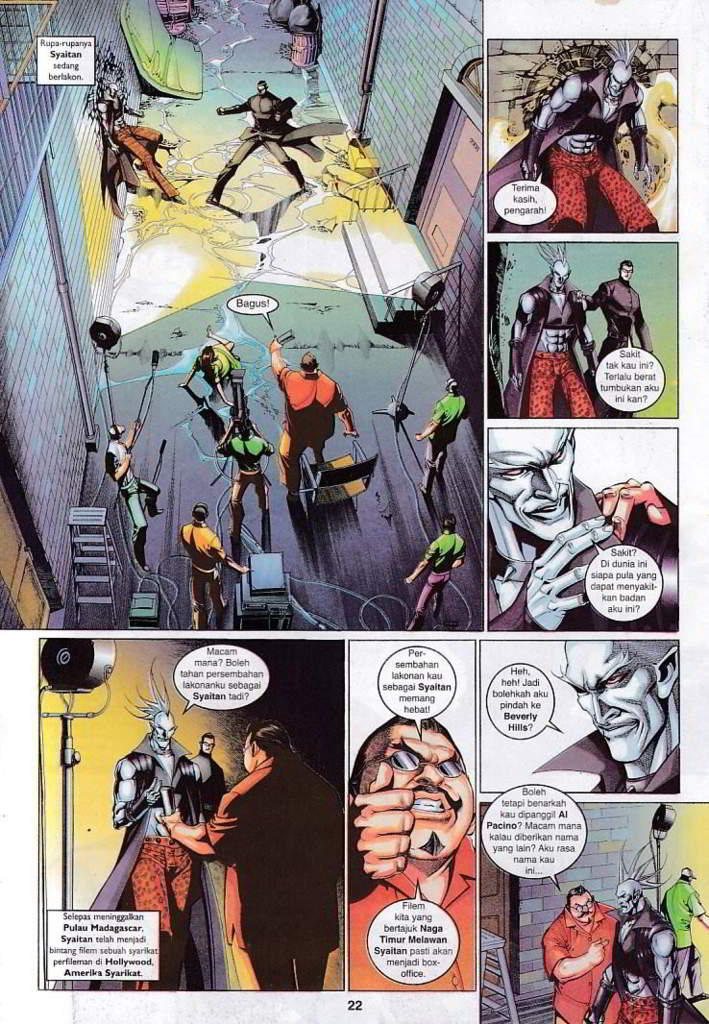 Rupa-rupanya
Syaitan
sedang
berlakon.
Bagus!
Terima
kasih,
pengarah!
Sakit
tak kau ini?
Terlalu berat
tumbukan aku
ini kan?
Sakit?
Di dunia ini
siapa pula yang
dapat menyakit-
kan badan
aku ini?
Macam
mana? Boleh
tahan persembahan
lakonanku sebagai
Syaitan tadi?
Selepas meninggalkan
Pulau Madagascar,
Syaitan telah menjadi
bintang filem sebuah syarikat
perfileman di Hollywood,
Amerika Syarikat.
Per-
sembahan
lakonan kau
sebagai Syaitan
memang
hebat!
Filem
kita yang
bertajuk Naga
Timur Melawan
Syaitan pasti akan
menjadi box-
office.
Heh,
heh! Jadi
bolehkah aku
pindah ke
Beverly
Hills?
Boleh
tetapi benarkah
kau dipanggil Al
Pacino? Macam mana
kalau diberikan nama
yang lain? Aku rasa
nama kau
ini...
22